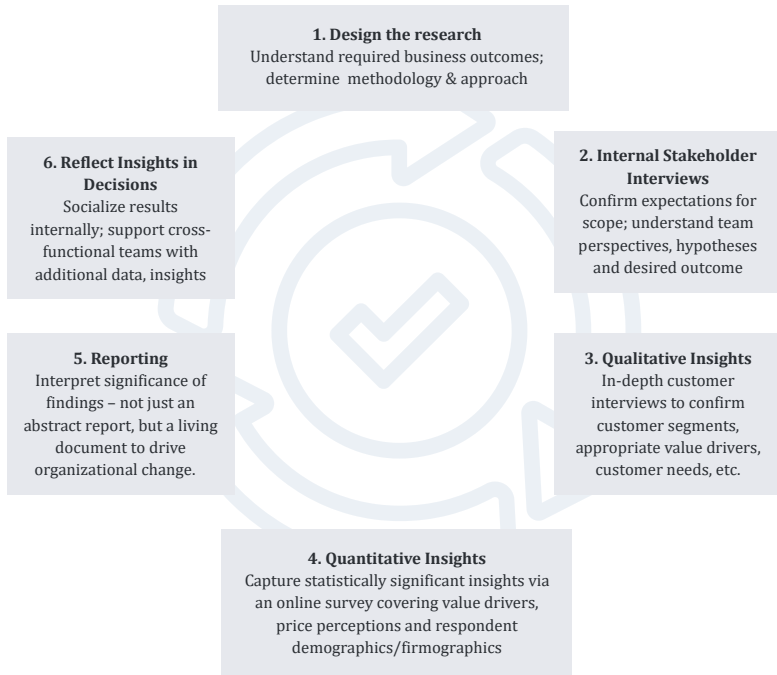 1. Design the research
Understand required business outcomes;
determine methodology & approach
2. Internal Stakeholder
Interviews
Confirm expectations for
scope; understand team
perspectives, hypotheses
and desired outcome
3. Qualitative Insights
In-depth customer
interviews to confirm
customer segments,
appropriate value drivers,
customer needs, etc.
4. Quantitative Insights
Capture statistically significant insights via
an online survey covering value drivers,
price perceptions and respondent
demographics/firmographics
5. Reporting
Interpret significance of
findings – not just an
abstract report, but a living
document to drive
organizational change.
6. Reflect Insights in
Decisions
Socialize results
internally; support cross-
functional teams with
additional data, insights